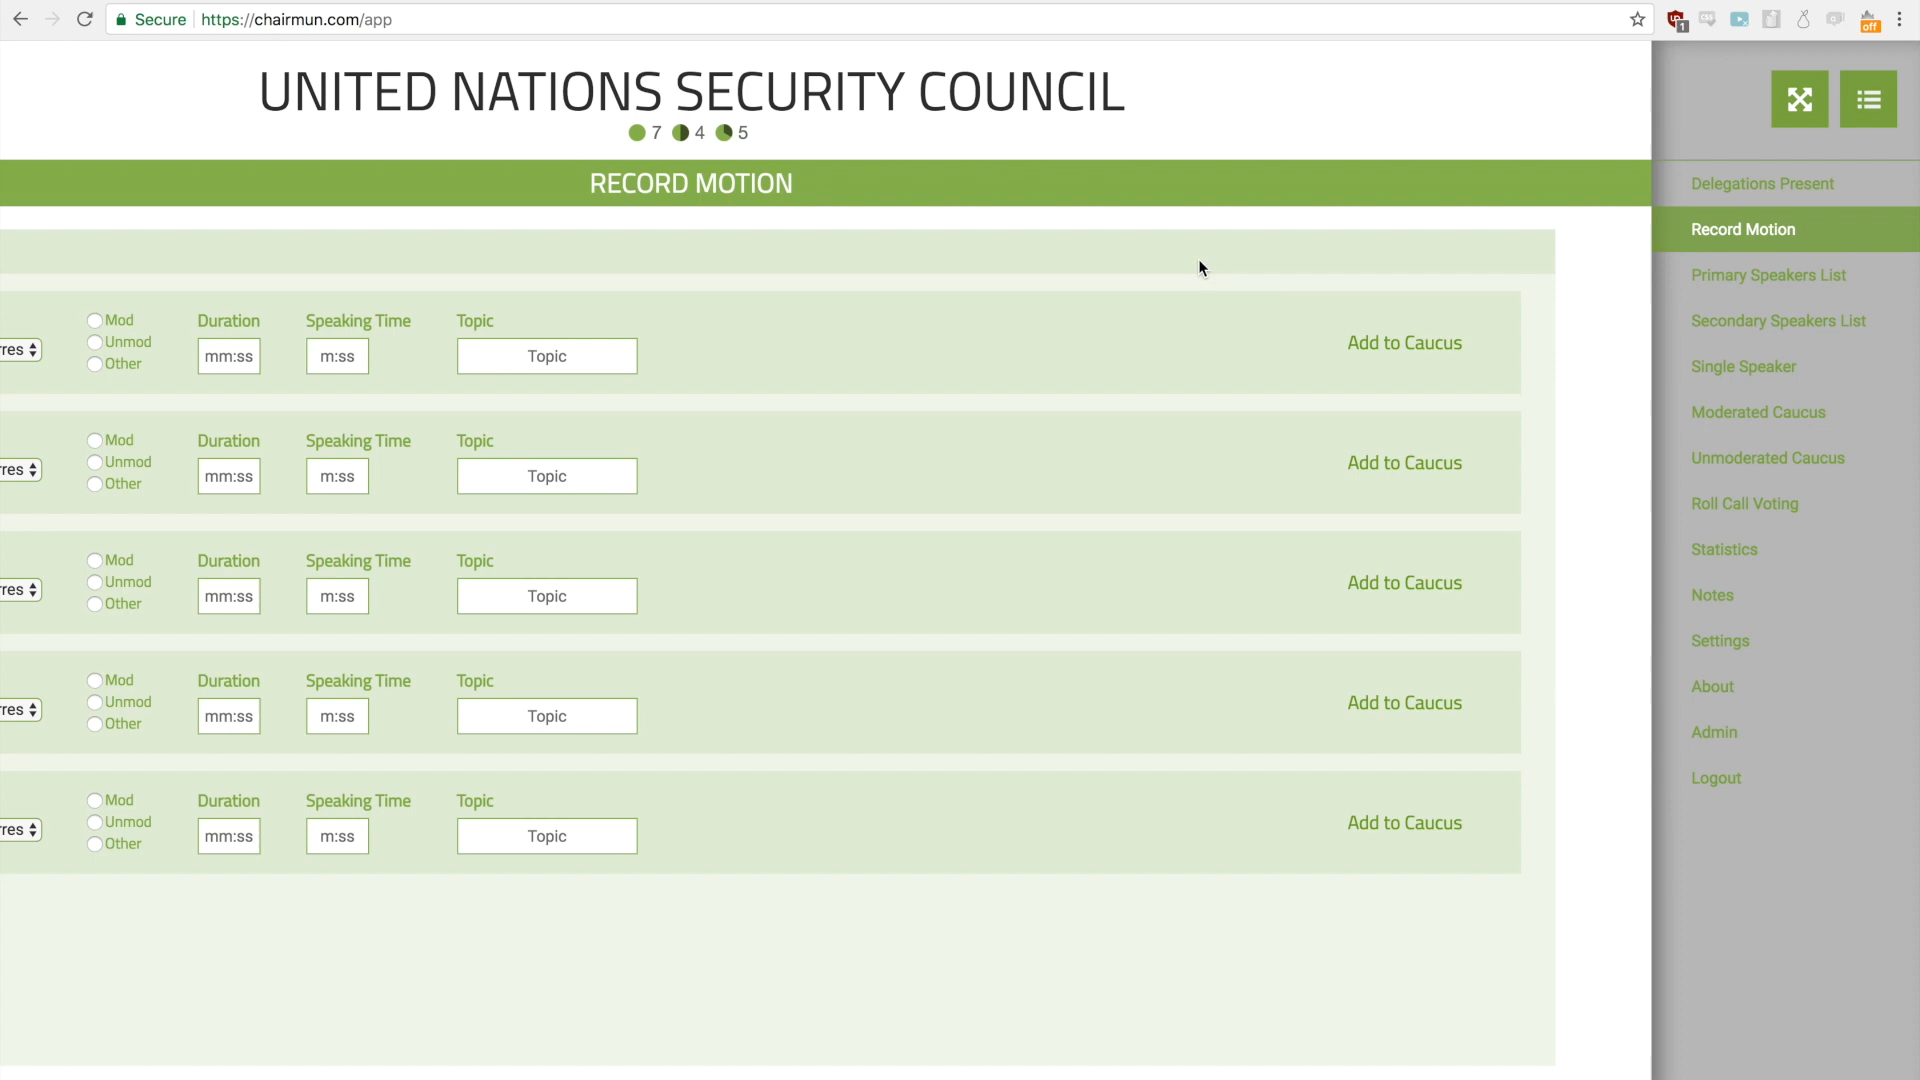 Secure https://chairmun.com/app
1
off
UNITED NATIONS SECURITY COUNCIL
7 4 5
RECORD MOTION
Mod
Unmod
Other
Duration
mm:ss
Speaking Time
m:ss
Topic
Topic
Add to Caucus
Mod
Unmod
Other
Duration
mm:ss
Speaking Time
m:ss
Topic
Topic
Add to Caucus
Mod
Unmod
Other
Duration
mm:ss
Speaking Time
m:ss
Topic
Topic
Add to Caucus
Mod
Unmod
Other
Duration
mm:ss
Speaking Time
m:ss
Topic
Topic
Add to Caucus
Mod
Unmod
Other
Duration
mm:ss
Speaking Time
m:ss
Topic
Topic
Add to Caucus
Delegations Present
Record Motion
Primary Speakers List
Secondary Speakers List
Single Speaker
Moderated Caucus
Unmoderated Caucus
Roll Call Voting
Statistics
Notes
Settings
About
Admin
Logout